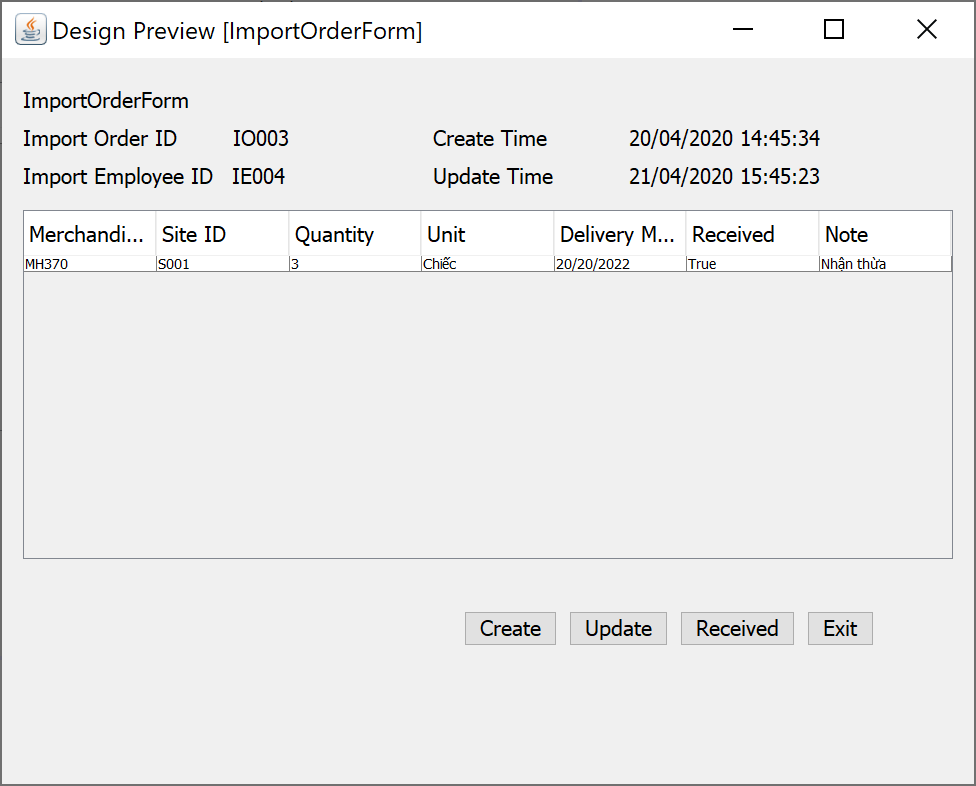 Design Preview [ImportOrderForm]
ImportOrderForm
Import Order ID IO003 Create Time 20/04/2020 14:45:34
Import Employee ID IE004 Update Time 21/04/2020 15:45:23
Merchandi... Site ID Quantity Unit Delivery M... Received Note
MH370 S001 3 Chiếc 20/20/2022 True Nhận thừa
Create Update Received Exit